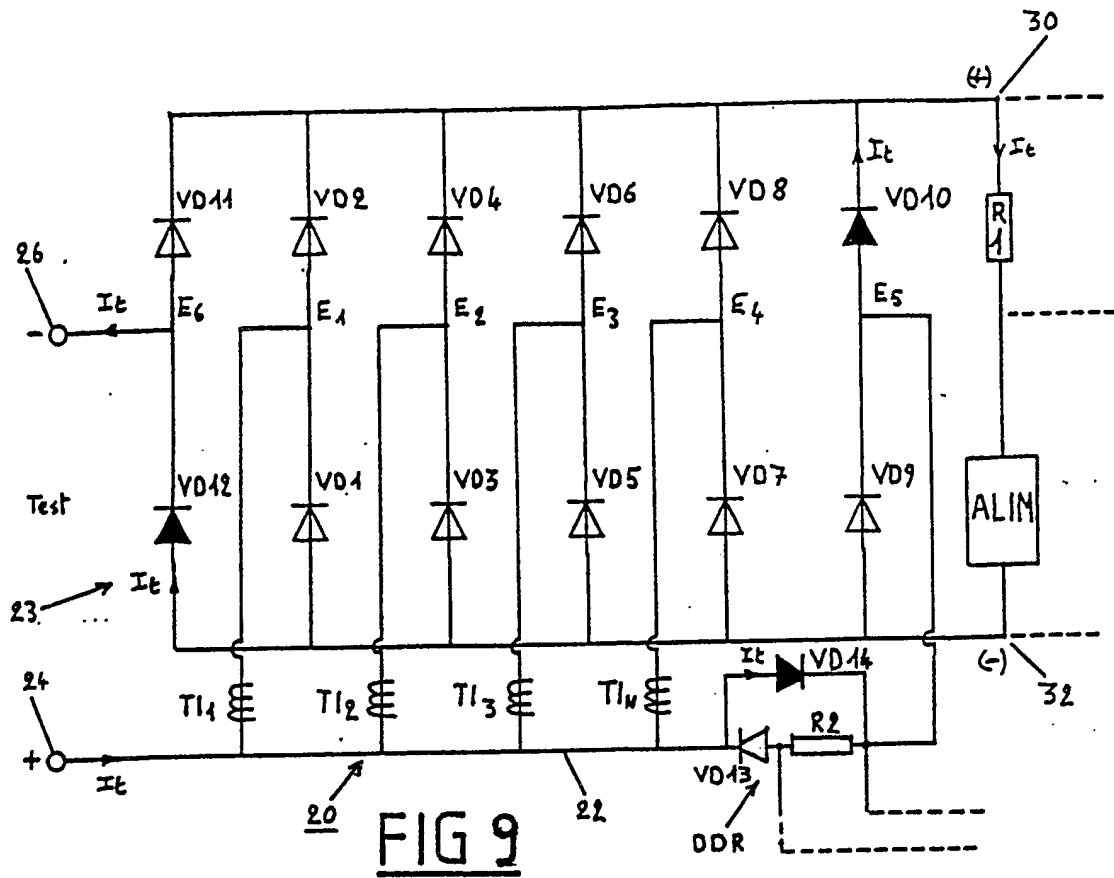 30
(+)
It
It
VD11
VD2
VD4
VD6
VD8
VD10
R
1
26
It
-
E6
E1
E2
E3
E4
E5
Test
VD12
VD1
VD3
VD5
VD7
VD9
ALIM
23
It
...
(-)
32
24
TI1
TI2
TI3
TIN
It
VD14
R2
+
It
VD13
20
22
DDR
FIG 9